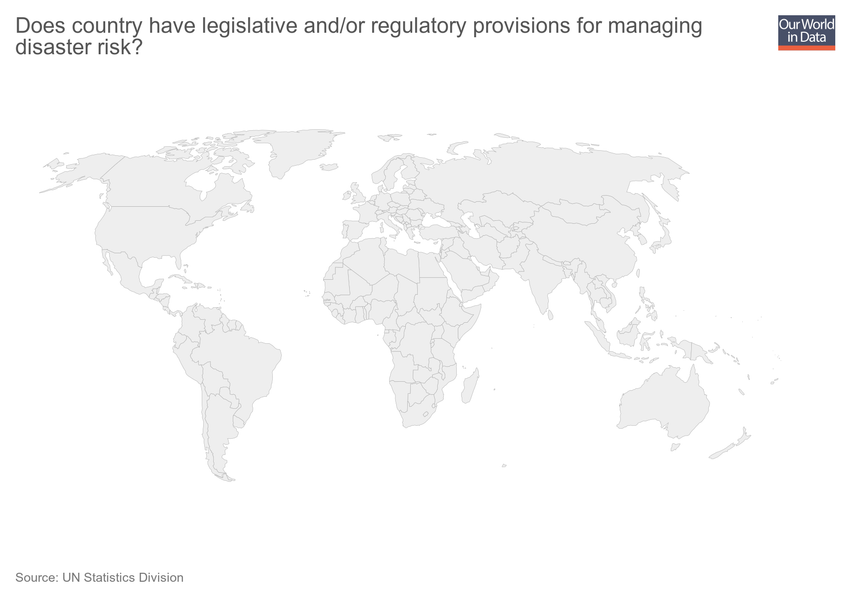 Does country have legislative and/or regulatory provisions for managing
disaster risk?
Our World
in Data
Source: UN Statistics Division